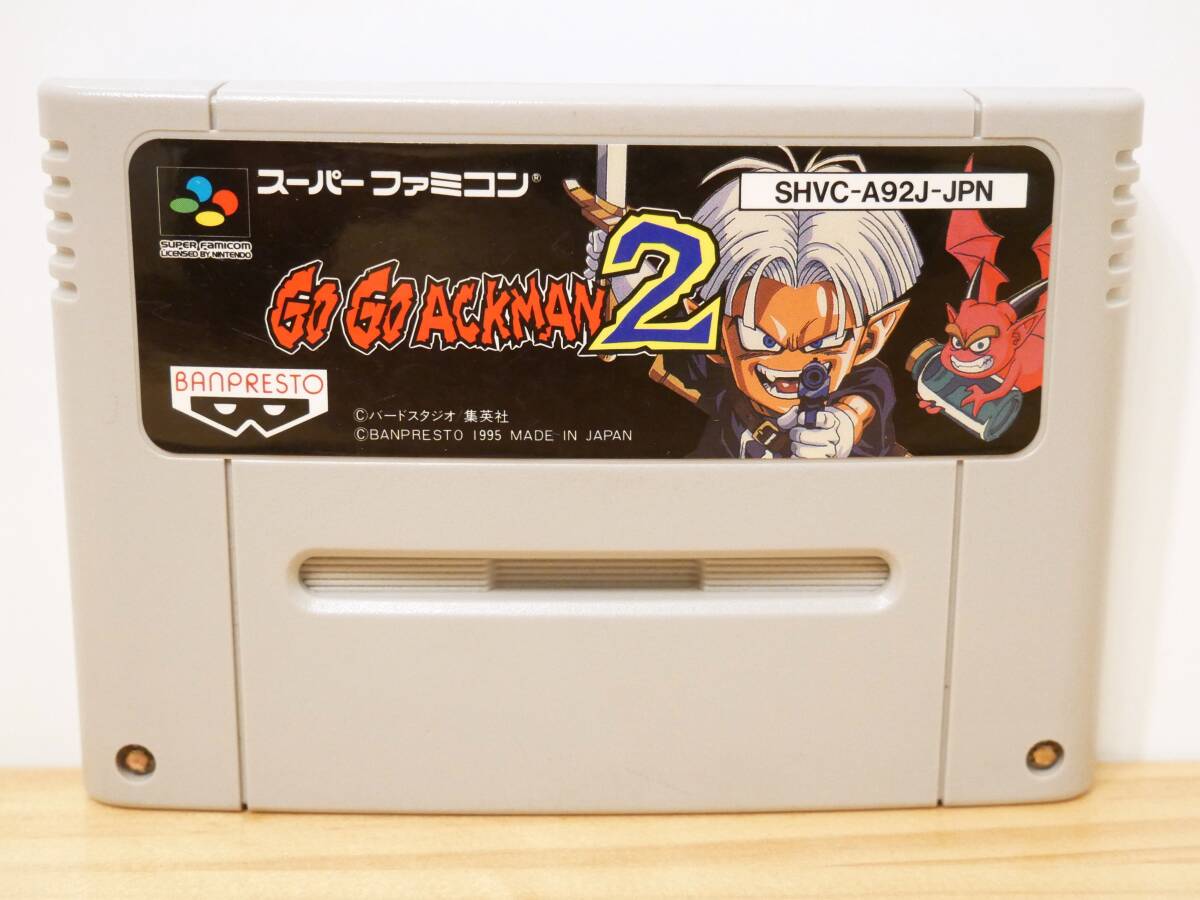 スーパーファミコン®
SHVC-A92J-JPN
SUPER FAMICOM
LICENSED BY NINTENDO
GO GO ACKMAN 2
BANPRESTO
©バードスタジオ/集英社
©BANPRESTO 1995 MADE IN JAPAN